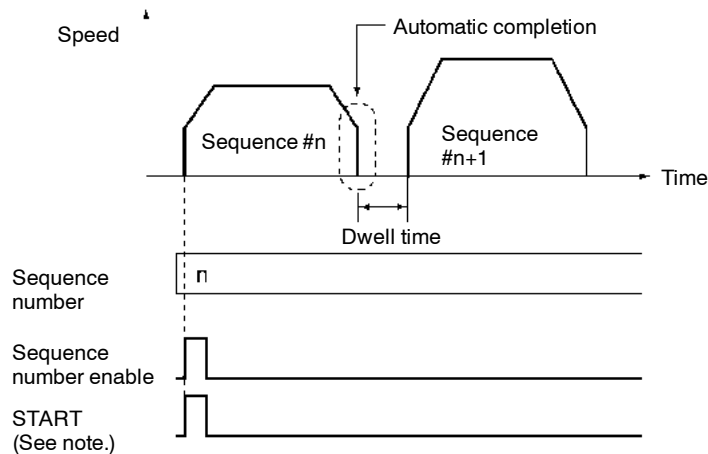 Speed
Automatic completion
Sequence #n
Sequence
#n+1
Time
Dwell time
Sequence
number
n
Sequence
number enable
START
(See note.)